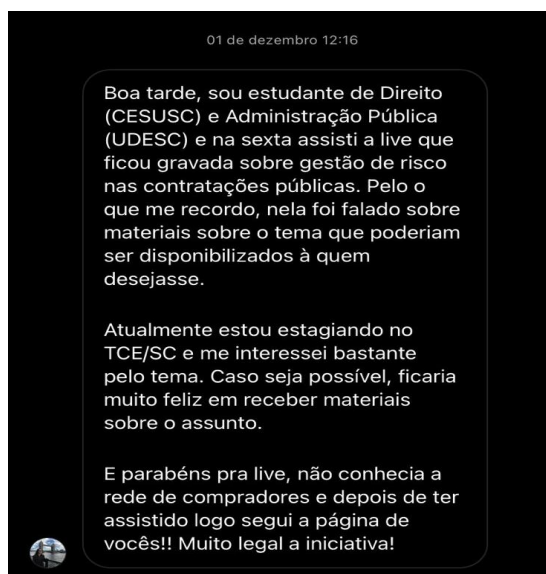 01 de dezembro 12:16
Boa tarde, sou estudante de Direito
(CESUSC) e Administração Pública
(UDESC) e na sexta assisti a live que
ficou gravada sobre gestão de risco
nas contratações públicas. Pelo o
que me recordo, nela foi falado sobre
materiais sobre o tema que poderiam
ser disponibilizados à quem
desejasse.
Atualmente estou estagiando no
TCE/SC e me interessei bastante
pelo tema. Caso seja possível, ficaria
muito feliz em receber materiais
sobre o assunto.
E parabéns pra live, não conhecia a
rede de compradores e depois de ter
assistido logo segui a página de
vocês!! Muito legal a iniciativa!